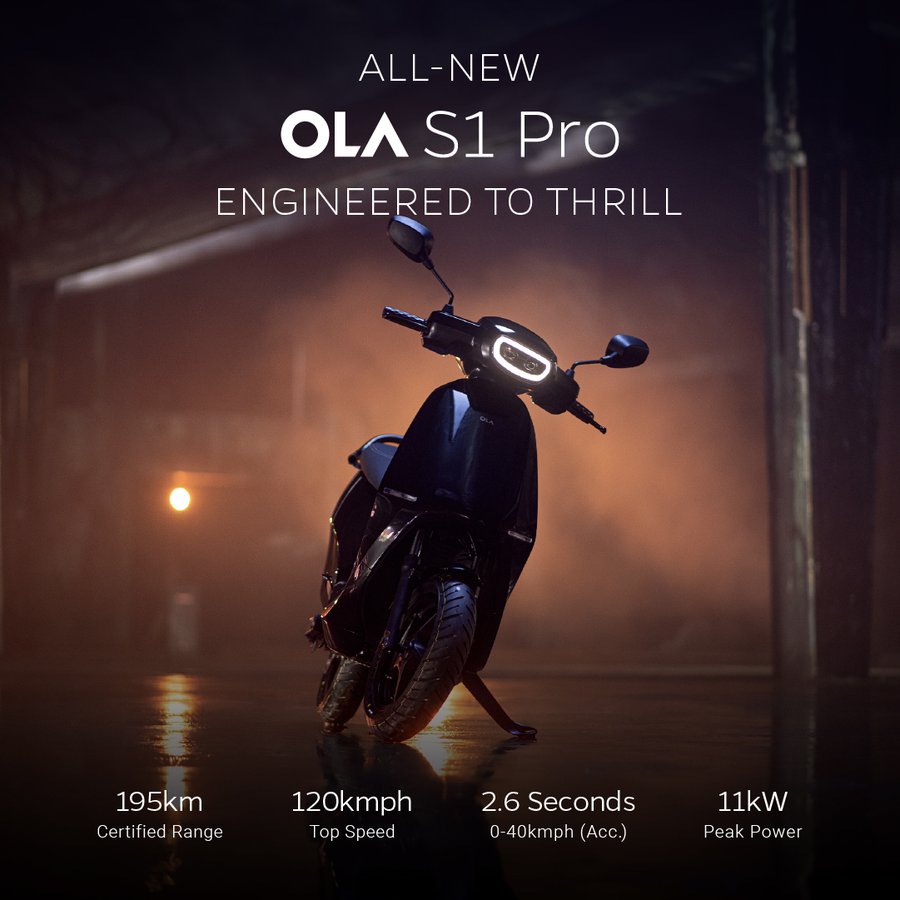 ALL-NEW
OLA S1 Pro
ENGINEERED TO THRILL
OLA
195km 120kmph 2.6 Seconds 11kW
Certified Range Top Speed 0-40kmph (Acc.) Peak Power